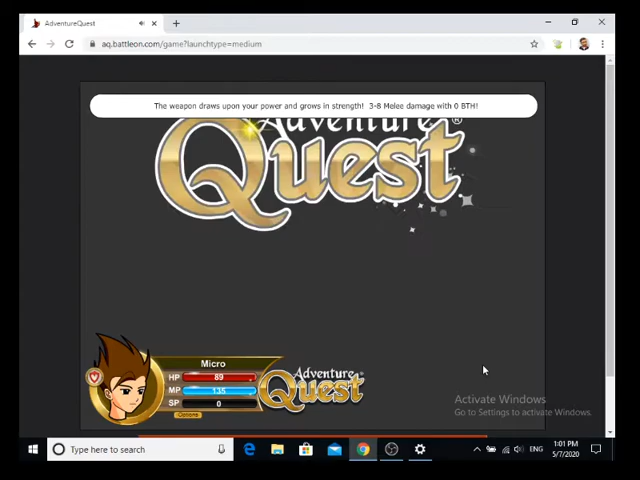 AdventureQuest
aq.battleon.com/game?launchtype=medium
The weapon draws upon your power and grows in strength! 3-8 Melee damage with 0 BTH!
Adventure
Quest®
Micro
HP 89
MP 135
SP 0
Options
Adventure
Quest
Activate Windows
Go to Settings to activate Windows.
Type here to search
ENG
1:01 PM
5/7/2020